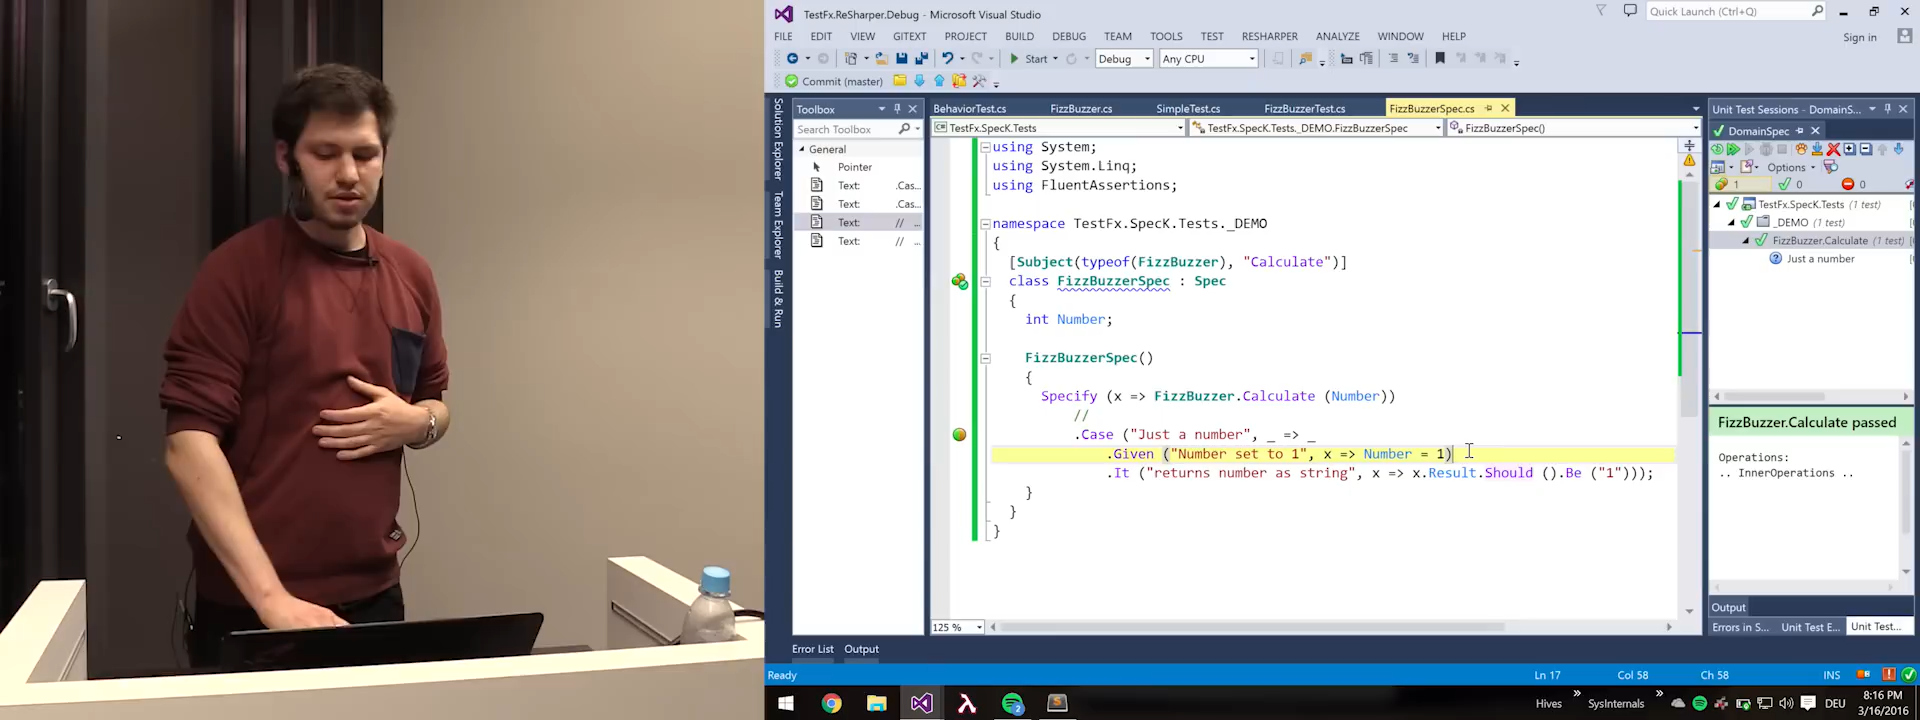 TestFx.ReSharper.Debug - Microsoft Visual Studio
Quick Launch (Ctrl+Q)
FILE EDIT VIEW GITEXT PROJECT BUILD DEBUG TEAM TOOLS TEST RESHARPER ANALYZE WINDOW HELP
Sign in
Start Debug Any CPU
Commit (master)
Solution Explorer
Team Explorer
Build & Run
Toolbox
Search Toolbox
General
Pointer
Text: .Cas...
Text: .Cas...
Text: // ...
Text: // ...
BehaviorTest.cs FizzBuzzer.cs SimpleTest.cs FizzBuzzerTest.cs FizzBuzzerSpec.cs
TestFx.SpecK.Tests TestFx.SpecK.Tests._DEMO.FizzBuzzerSpec FizzBuzzerSpec()
using System;
using System.Linq;
using FluentAssertions;
namespace TestFx.SpecK.Tests._DEMO
{
[Subject(typeof(FizzBuzzer), "Calculate")]
class FizzBuzzerSpec : Spec
{
int Number;
FizzBuzzerSpec()
{
Specify (x => FizzBuzzer.Calculate (Number))
//
.Case ("Just a number", _ => _
.Given ("Number set to 1", x => Number = 1)
.It ("returns number as string", x => x.Result.Should ().Be ("1")));
}
}
}
125 %
Unit Test Sessions - DomainS...
DomainSpec
Options
1 0 0
TestFx.SpecK.Tests (1 test)
_DEMO (1 test)
FizzBuzzer.Calculate (1 test)
Just a number
FizzBuzzer.Calculate passed
Operations:
.. InnerOperations ..
Output
Errors in S... Unit Test E... Unit Test...
Error List Output
Ready Ln 17 Col 58 Ch 58 INS
Hives SysInternals DEU
8:16 PM
3/16/2016